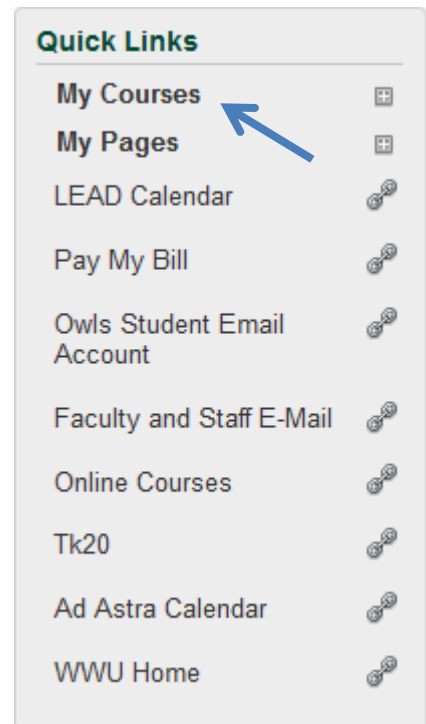 Quick Links
My Courses
My Pages
LEAD Calendar
Pay My Bill
Owls Student Email
Account
Faculty and Staff E-Mail
Online Courses
Tk20
Ad Astra Calendar
WWU Home